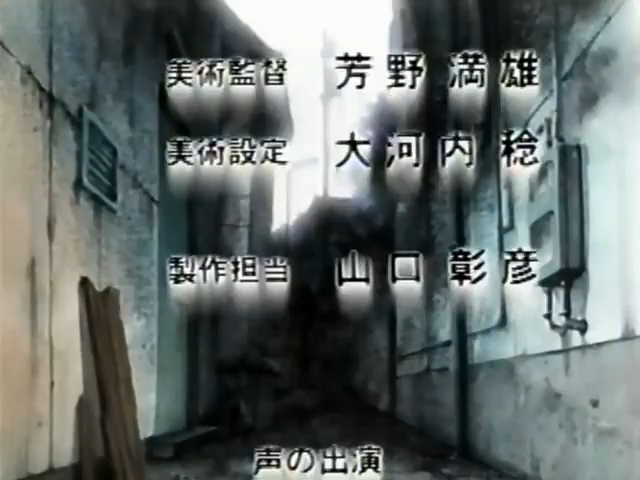 美術監督 芳野 満雄
美術設定 大河内 稔
製作担当 山口 彰彦
声の出演